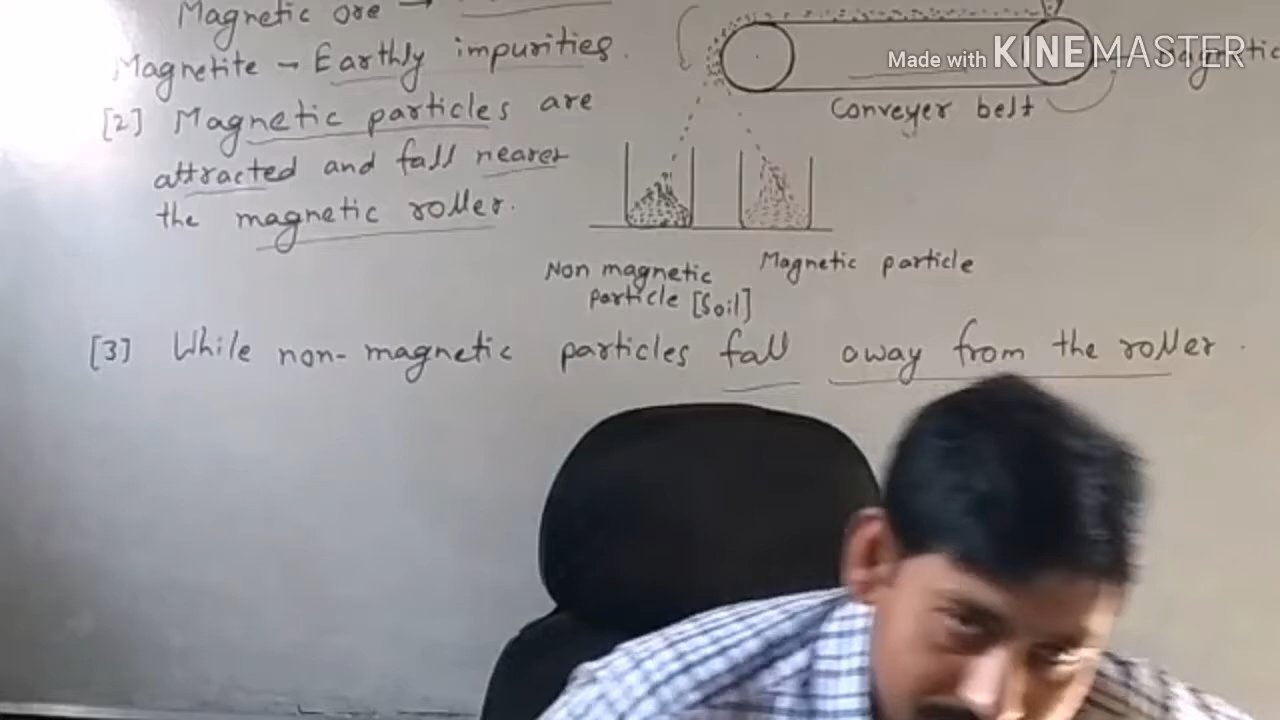 Magnetic ore →
Magnetite - Earthly impurities.
[2] Magnetic particles are
attracted and fall nearer
the magnetic roller.
Made with KINEMASTER
Conveyer belt
Non magnetic
particle [Soil]
Magnetic particle
[3] While non-magnetic particles fall away from the roller.